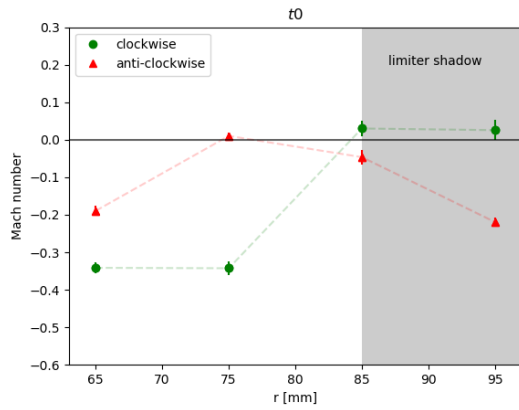 t0
0.3
0.2
0.1
0.0
−0.1
−0.2
−0.3
−0.4
−0.5
−0.6
Mach number
clockwise
anti-clockwise
limiter shadow
65
70
75
80
85
90
95
r [mm]